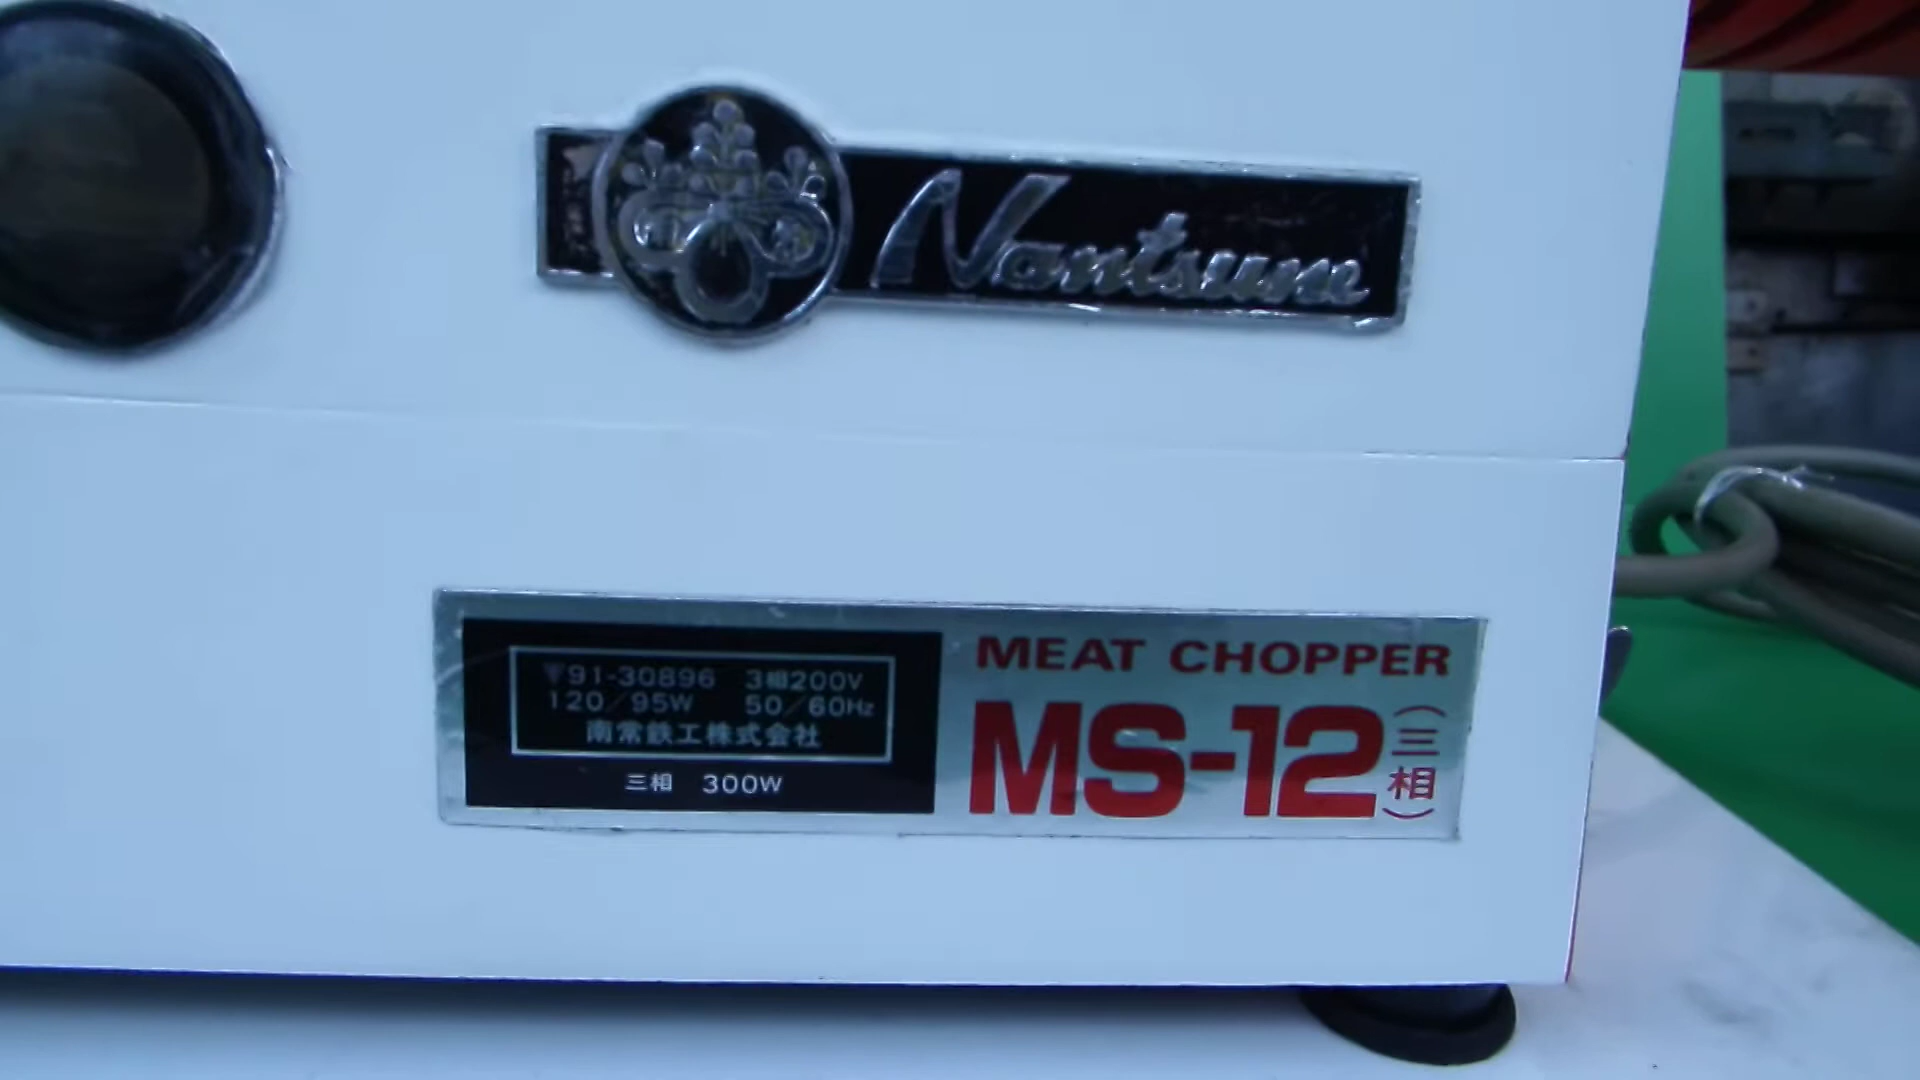 Nantsune
MEAT CHOPPER
MS-12
(三相)
〒91-30896 3相200V
120/95W 50/60Hz
南常鉄工株式会社
三相 300W